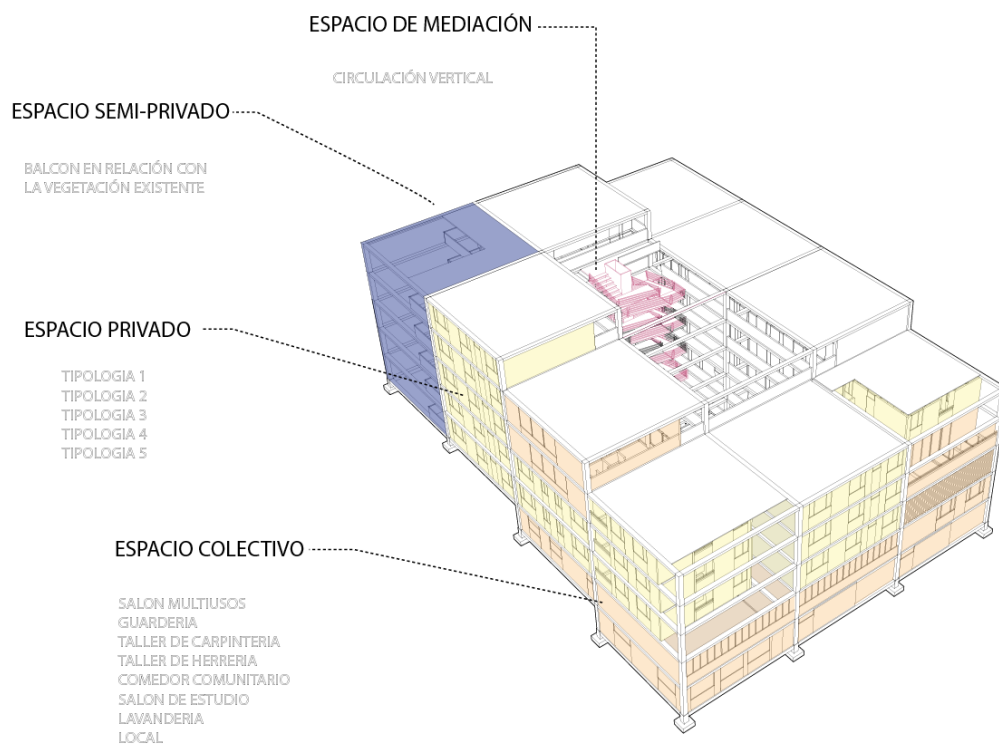 ESPACIO DE MEDIACIÓN
CIRCULACIÓN VERTICAL
ESPACIO SEMI-PRIVADO
BALCON EN RELACIÓN CON
LA VEGETACIÓN EXISTENTE
ESPACIO PRIVADO
TIPOLOGIA 1
TIPOLOGIA 2
TIPOLOGIA 3
TIPOLOGIA 4
TIPOLOGIA 5
ESPACIO COLECTIVO
SALON MULTIUSOS
GUARDERIA
TALLER DE CARPINTERIA
TALLER DE HERRERIA
COMEDOR COMUNITARIO
SALON DE ESTUDIO
LAVANDERIA
LOCAL